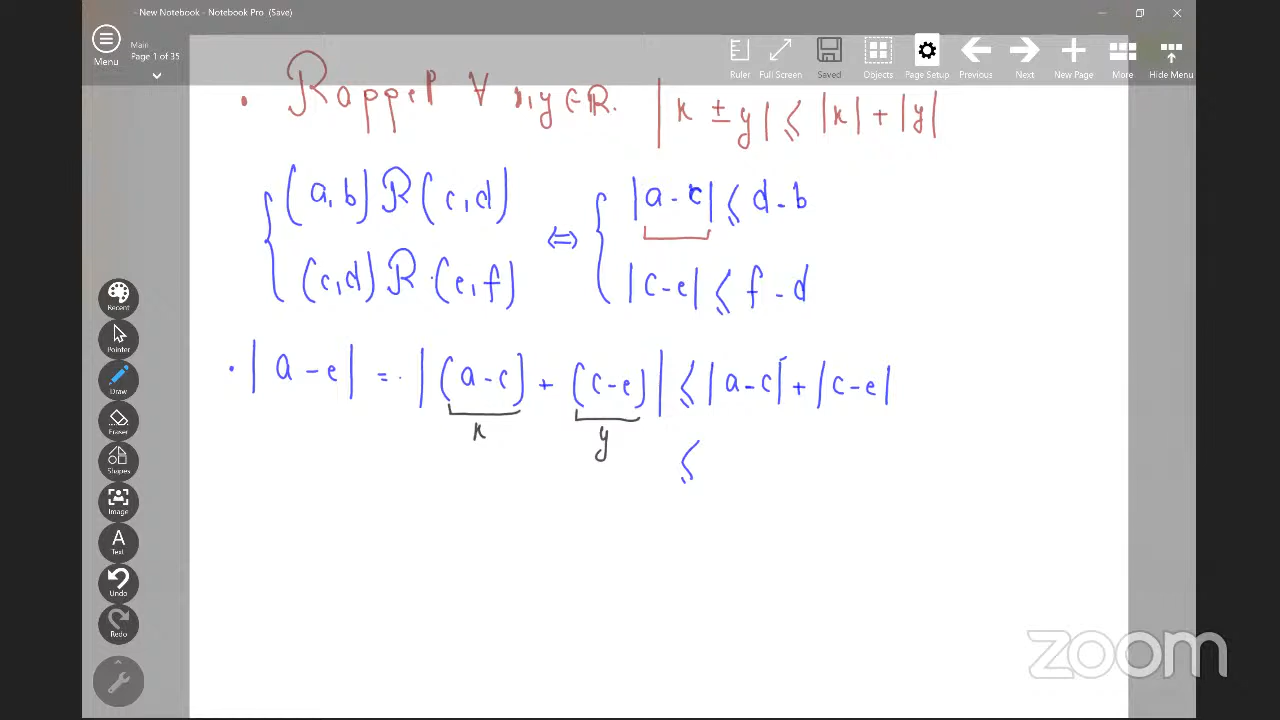 - New Notebook - Notebook Pro (Save)
Menu
Main
Page 1 of 35
Ruler
Full Screen
Saved
Objects
Page Setup
Previous
Next
New Page
More
Hide Menu
• Rappel ∀ x,y ∈ ℝ. |x ± y| ⩽ |x| + |y|
{ (a,b) R (c,d) ⇔ { |a-c| ⩽ d-b
(c,d) R (e,f) |c-e| ⩽ f-d
• |a-e| = |(a-c) + (c-e)| ⩽ |a-c| + |c-e|
x y
⩽
Recent
Pointer
Draw
Eraser
Shapes
Image
A
Text
Undo
Redo
zoom